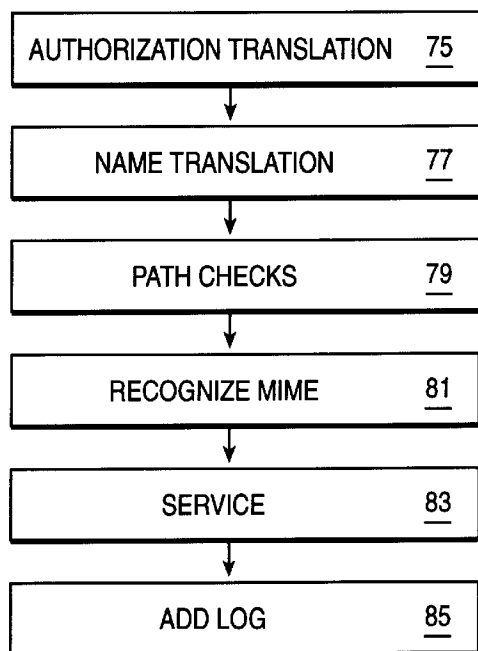 AUTHORIZATION TRANSLATION 75
NAME TRANSLATION 77
PATH CHECKS 79
RECOGNIZE MIME 81
SERVICE 83
ADD LOG 85